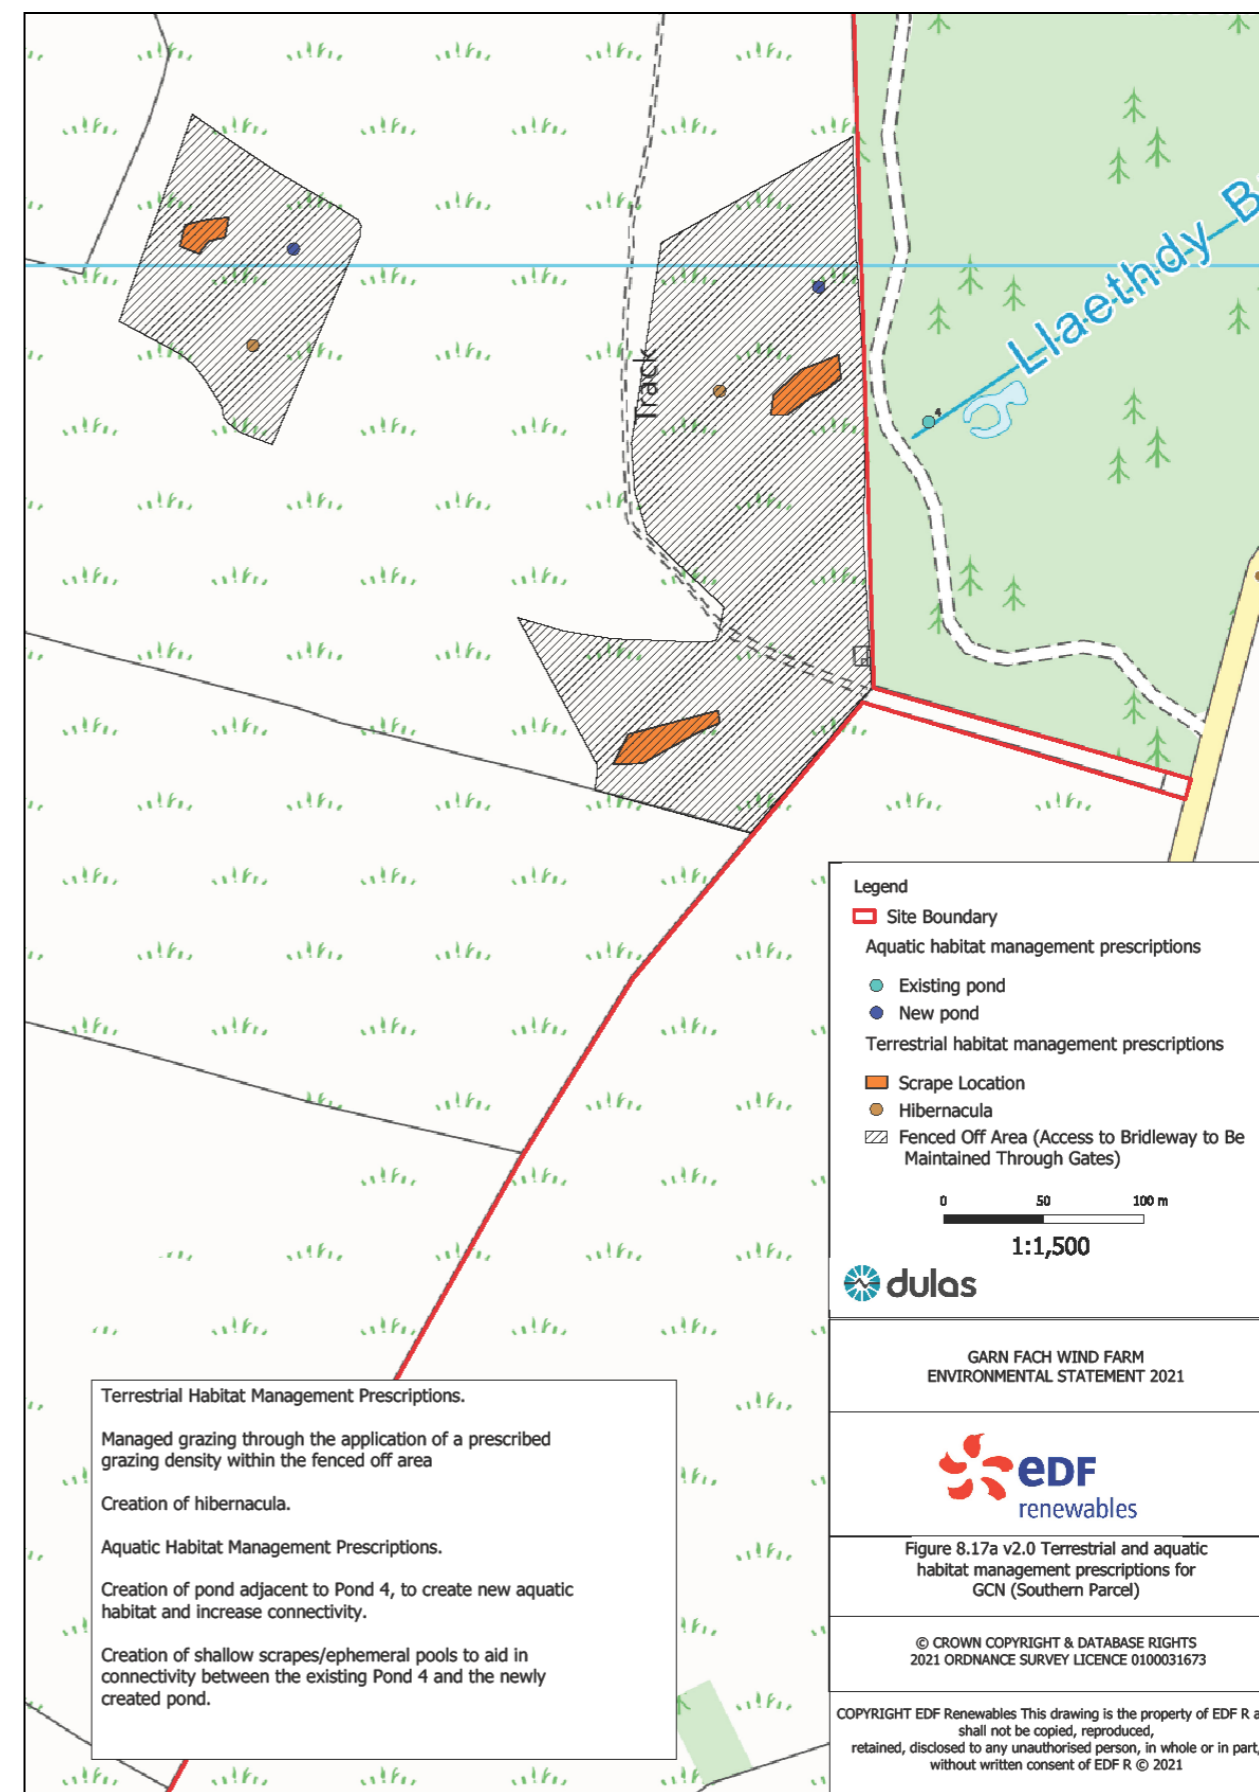 Track
Llaethdy
4
Legend
Site Boundary
Aquatic habitat management prescriptions
Existing pond
New pond
Terrestrial habitat management prescriptions
Scrape Location
Hibernacula
Fenced Off Area (Access to Bridleway to Be
Maintained Through Gates)
0 50 100 m
1:1,500
dulas
GARN FACH WIND FARM
ENVIRONMENTAL STATEMENT 2021
eDF
renewables
Figure 8.17a v2.0 Terrestrial and aquatic
habitat management prescriptions for
GCN (Southern Parcel)
© CROWN COPYRIGHT & DATABASE RIGHTS
2021 ORDNANCE SURVEY LICENCE 0100031673
COPYRIGHT EDF Renewables This drawing is the property of EDF R a
shall not be copied, reproduced,
retained, disclosed to any unauthorised person, in whole or in part,
without written consent of EDF R © 2021
Terrestrial Habitat Management Prescriptions.
Managed grazing through the application of a prescribed
grazing density within the fenced off area
Creation of hibernacula.
Aquatic Habitat Management Prescriptions.
Creation of pond adjacent to Pond 4, to create new aquatic
habitat and increase connectivity.
Creation of shallow scrapes/ephemeral pools to aid in
connectivity between the existing Pond 4 and the newly
created pond.